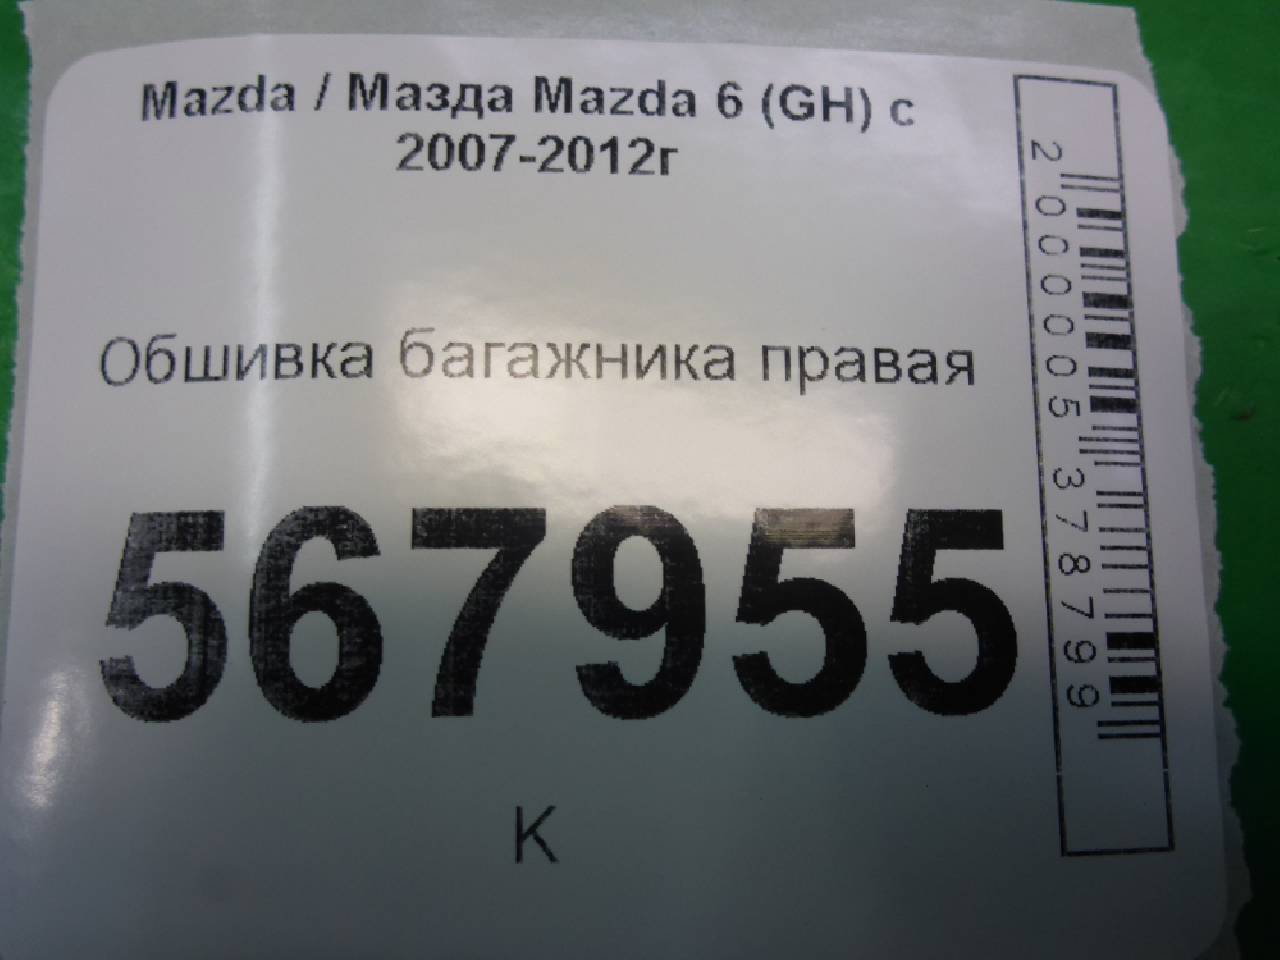 Mazda / Мазда Mazda 6 (GH) с
2007-2012г
Обшивка багажника правая
567955
К
2000005378799